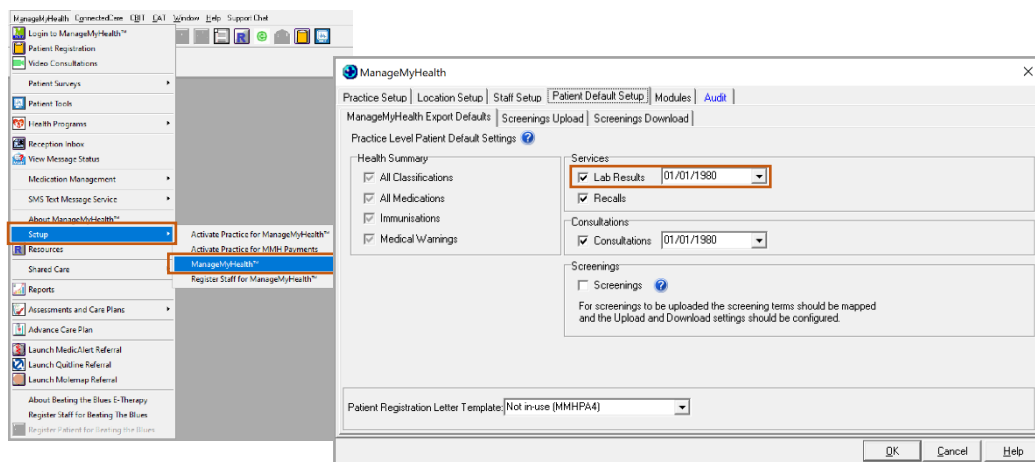 ManageMyHealth ConnectedCare CBIT CAT Window Help Support Chat
Login to ManageMyHealth™
Patient Registration
Video Consultations
Patient Surveys
Patient Tools
Health Programs
Reception Inbox
View Message Status
Medication Management
SMS Text Message Service
About ManageMyHealth™
Setup
Resources
Shared Care
Reports
Assessments and Care Plans
Advance Care Plan
Launch MedicAlert Referral
Launch Quitline Referral
Launch Molemap Referral
About Beating the Blues E-Therapy
Register Staff for Beating The Blues
Register Patient for Beating the Blues
Activate Practice for ManageMyHealth™
Activate Practice for MMH Payments
ManageMyHealth™
Register Staff for ManageMyHealth™
ManageMyHealth
Practice Setup Location Setup Staff Setup Patient Default Setup Modules Audit
ManageMyHealth Export Defaults Screenings Upload Screenings Download
Practice Level Patient Default Settings
Health Summary
All Classifications
All Medications
Immunisations
Medical Warnings
Services
Lab Results 01/01/1980
Recalls
Consultations
Consultations 01/01/1980
Screenings
Screenings
For screenings to be uploaded the screening terms should be mapped
and the Upload and Download settings should be configured.
Patient Registration Letter Template: Not in-use (MMHPA4)
OK Cancel Help